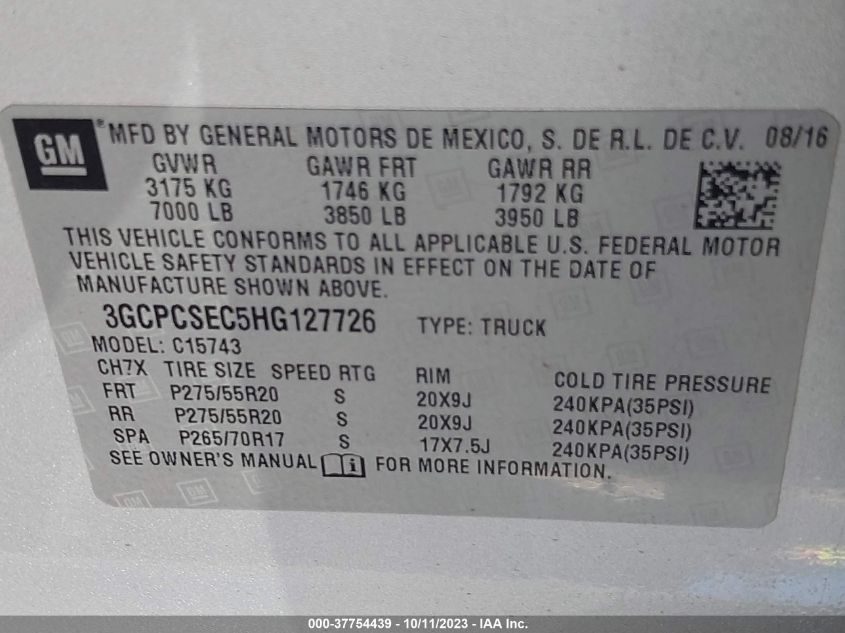 GM® MFD BY GENERAL MOTORS DE MEXICO, S. DE R.L. DE C.V. 08/16
GVWR GAWR FRT GAWR RR
3175 KG 1746 KG 1792 KG
7000 LB 3850 LB 3950 LB
THIS VEHICLE CONFORMS TO ALL APPLICABLE U.S. FEDERAL MOTOR
VEHICLE SAFETY STANDARDS IN EFFECT ON THE DATE OF
MANUFACTURE SHOWN ABOVE.
3GCPCSEC5HG127726 TYPE: TRUCK
MODEL: C15743
CH7X TIRE SIZE SPEED RTG RIM COLD TIRE PRESSURE
FRT P275/55R20 S 20X9J 240KPA(35PSI)
RR P275/55R20 S 20X9J 240KPA(35PSI)
SPA P265/70R17 S 17X7.5J 240KPA(35PSI)
SEE OWNER'S MANUAL i FOR MORE INFORMATION.
000-37754439 - 10/11/2023 - IAA Inc.